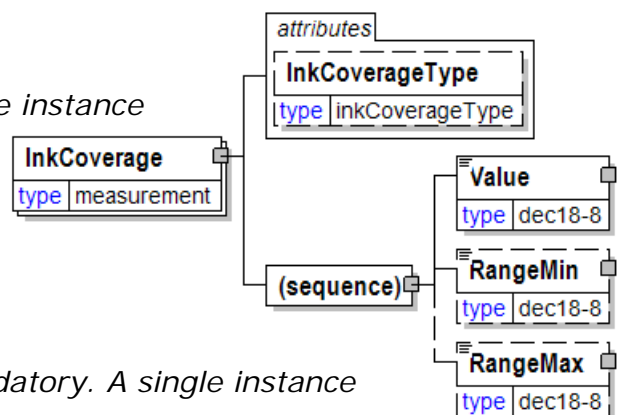 attributes
InkCoverageType
type inkCoverageType
instance
InkCoverage
type measurement
Value
type dec18-8
(sequence)
RangeMin
type dec18-8
RangeMax
type dec18-8
A single instance